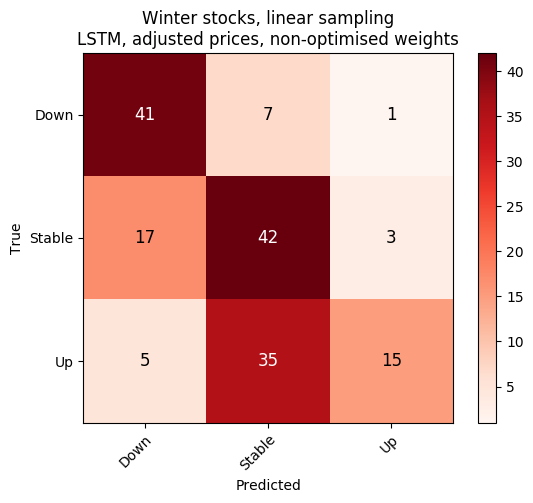 Winter stocks, linear sampling
LSTM, adjusted prices, non-optimised weights
Down
41
7
1
Stable
17
42
3
Up
5
35
15
Down
Stable
Up
True
Predicted
40
35
30
25
20
15
10
5